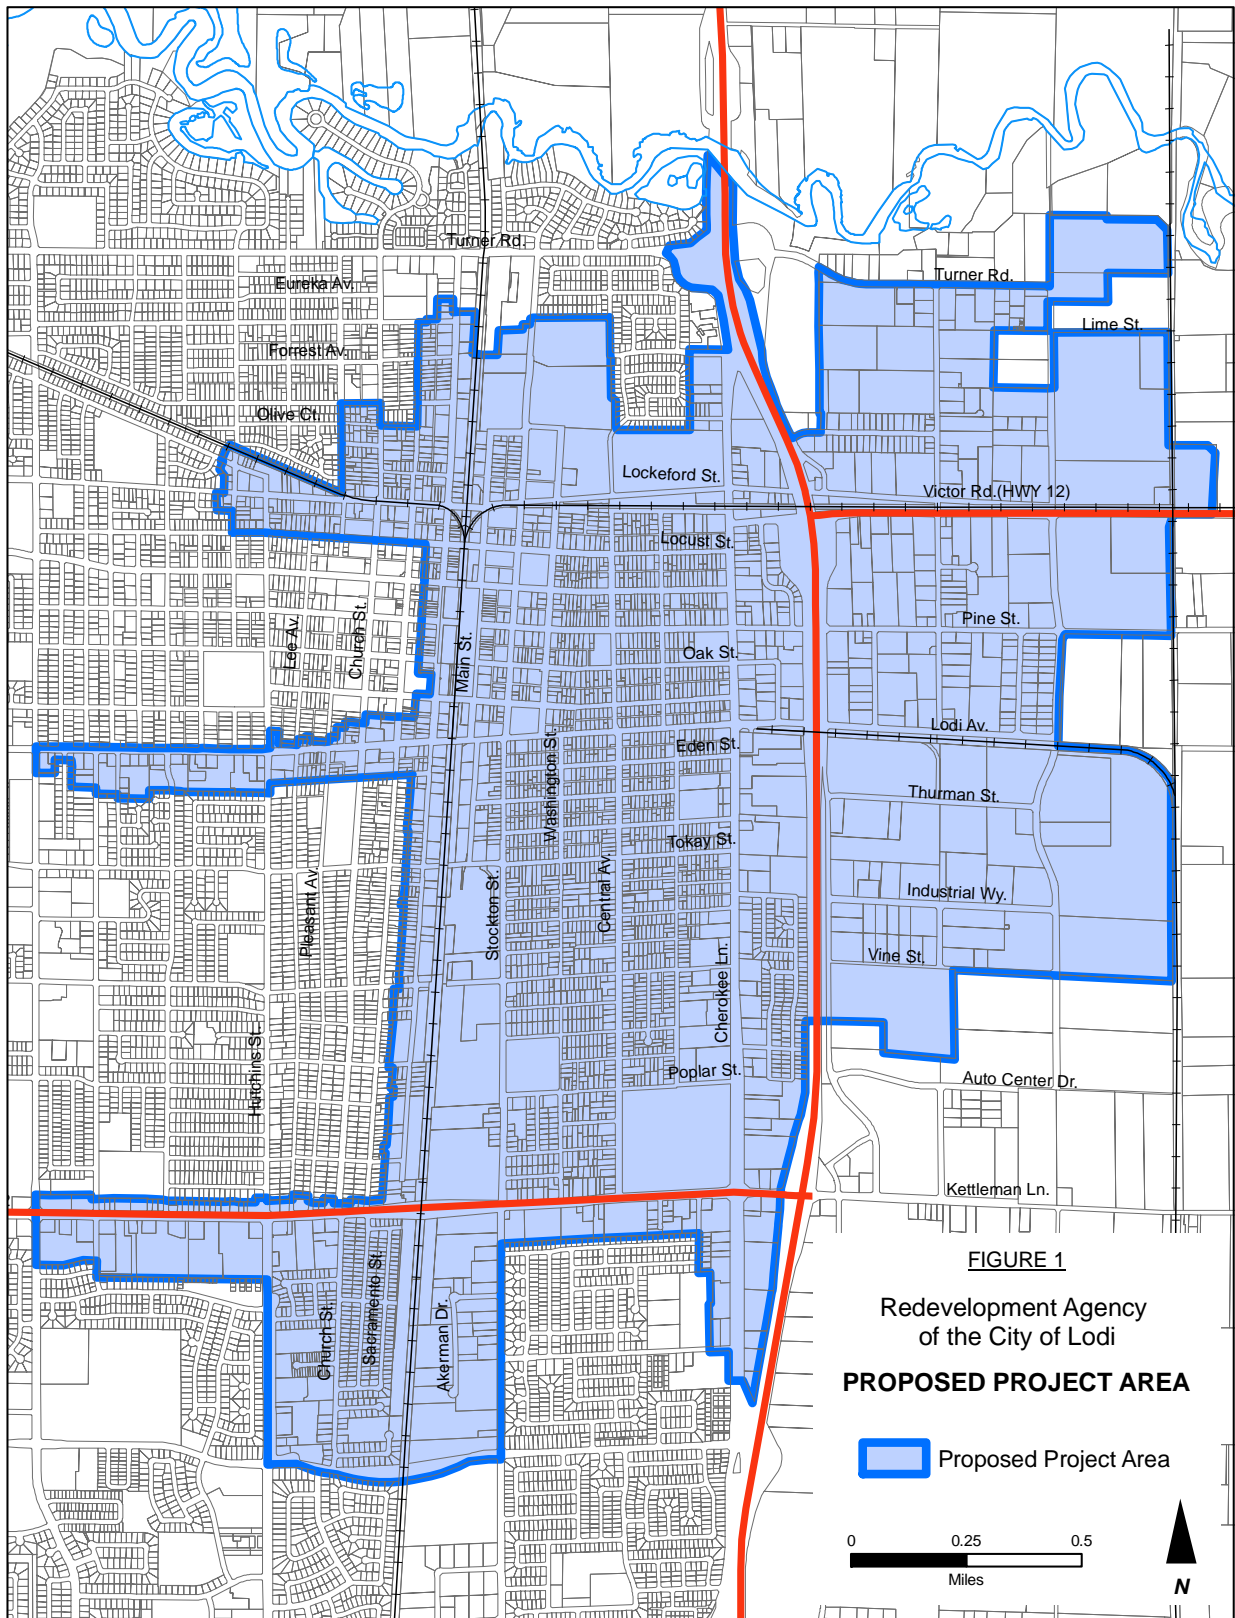 Turner Rd.
Eureka Av.
Turner Rd.
Lime St.
Forrest Av.
Olive Ct.
Lockeford St.
Victor Rd.(HWY 12)
Locust St.
Lee Av.
Church St.
Main St.
Pine St.
Oak St.
Lodi Av.
Eden St.
Washington St.
Thurman St.
Tokay St.
Pleasant Av.
Stockton St.
Central Av.
Industrial Wy.
Cherokee Ln.
Vine St.
Hutchins St.
Poplar St.
Auto Center Dr.
Kettleman Ln.
Church St.
Sacramento St.
Akerman Dr.
FIGURE 1
Redevelopment Agency
of the City of Lodi
PROPOSED PROJECT AREA
Proposed Project Area
0 0.25 0.5
Miles
N